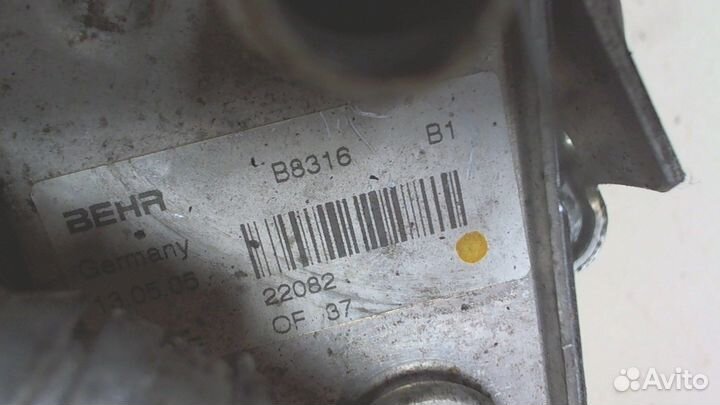 B8316 B1
BEHR
Germany
13.05.05
22082
OF 37
Avito